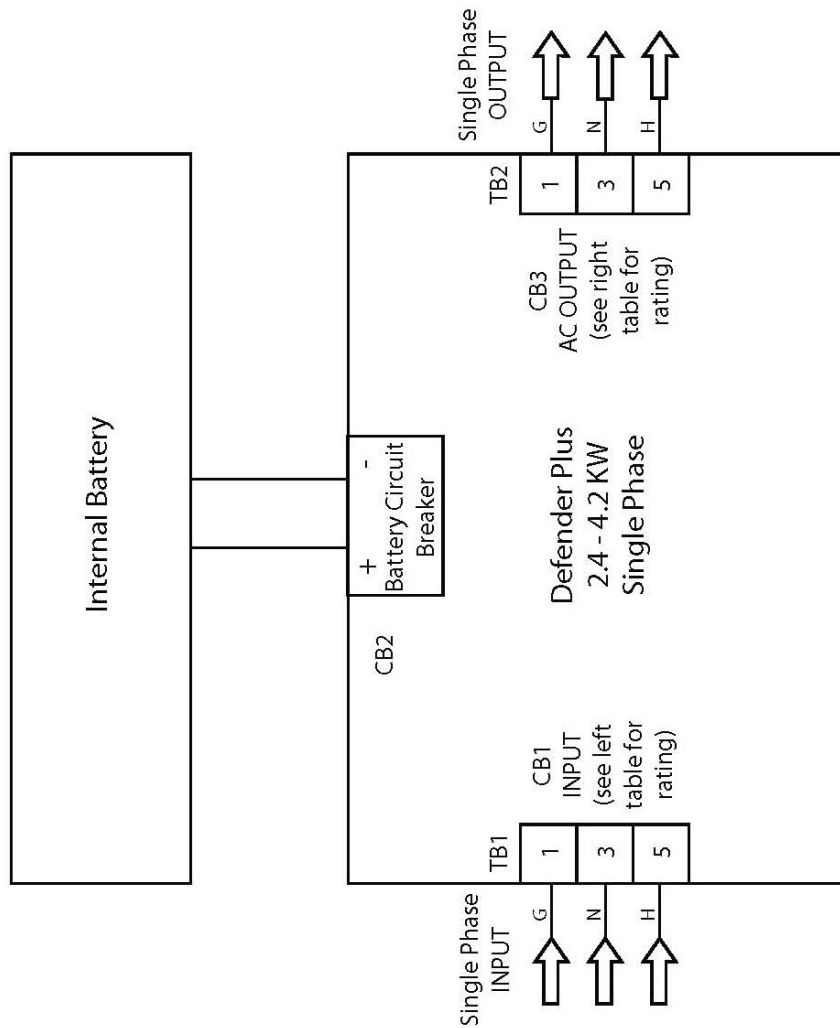 Internal Battery
+ -
Battery Circuit
Breaker
CB2
Single Phase
INPUT
G
N
H
TB1
1
3
5
CB1
INPUT
(see left
table for
rating)
Defender Plus
2.4 - 4.2 KW
Single Phase
CB3
AC OUTPUT
(see right
table for
rating)
TB2
1
3
5
G
N
H
Single Phase
OUTPUT